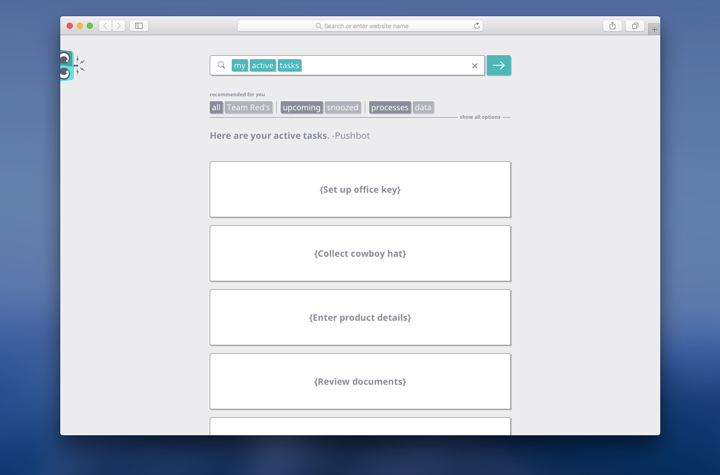 Search or enter website name
my active tasks
recommended for you
all Team Red's upcoming snoozed processes data
show all options
Here are your active tasks. -Pushbot
{Set up office key}
{Collect cowboy hat}
{Enter product details}
{Review documents}